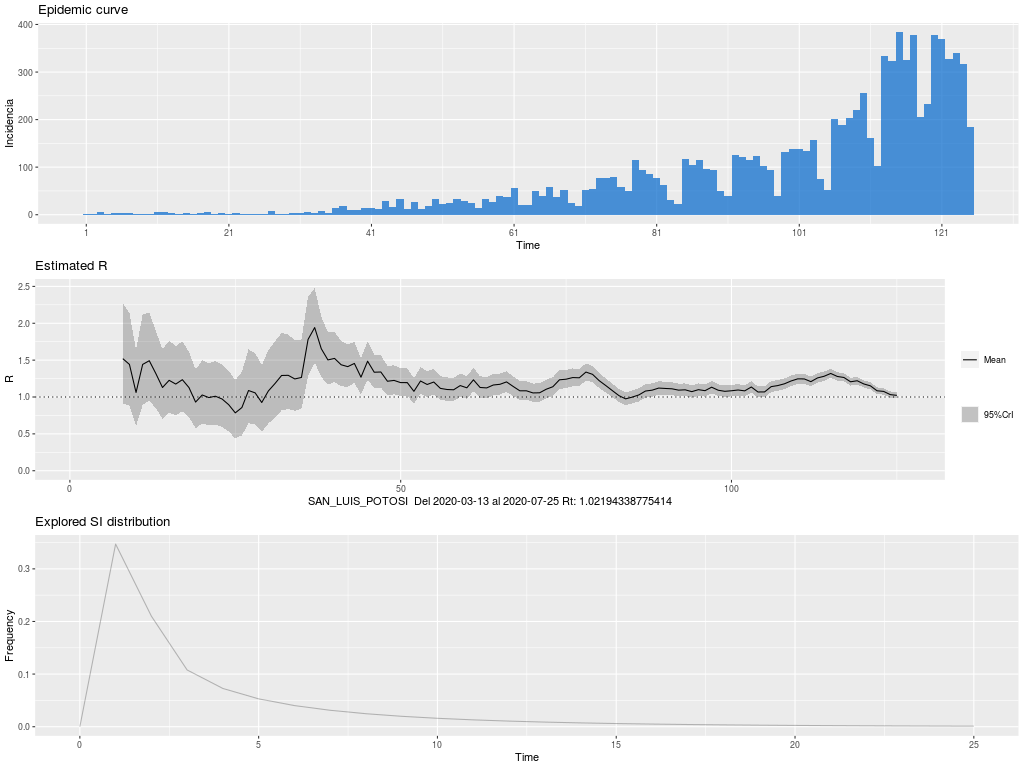 Epidemic curve
400
300
200
100
0
Incidencia
1 21 41 61 81 101 121
Time
Estimated R
2.5
2.0
1.5
1.0
0.5
0.0
R
Mean
95%CrI
0 50 100
SAN_LUIS_POTOSI Del 2020-03-13 al 2020-07-25 Rt: 1.02194338775414
Explored SI distribution
0.3
0.2
0.1
0.0
Frequency
0 5 10 15 20 25
Time